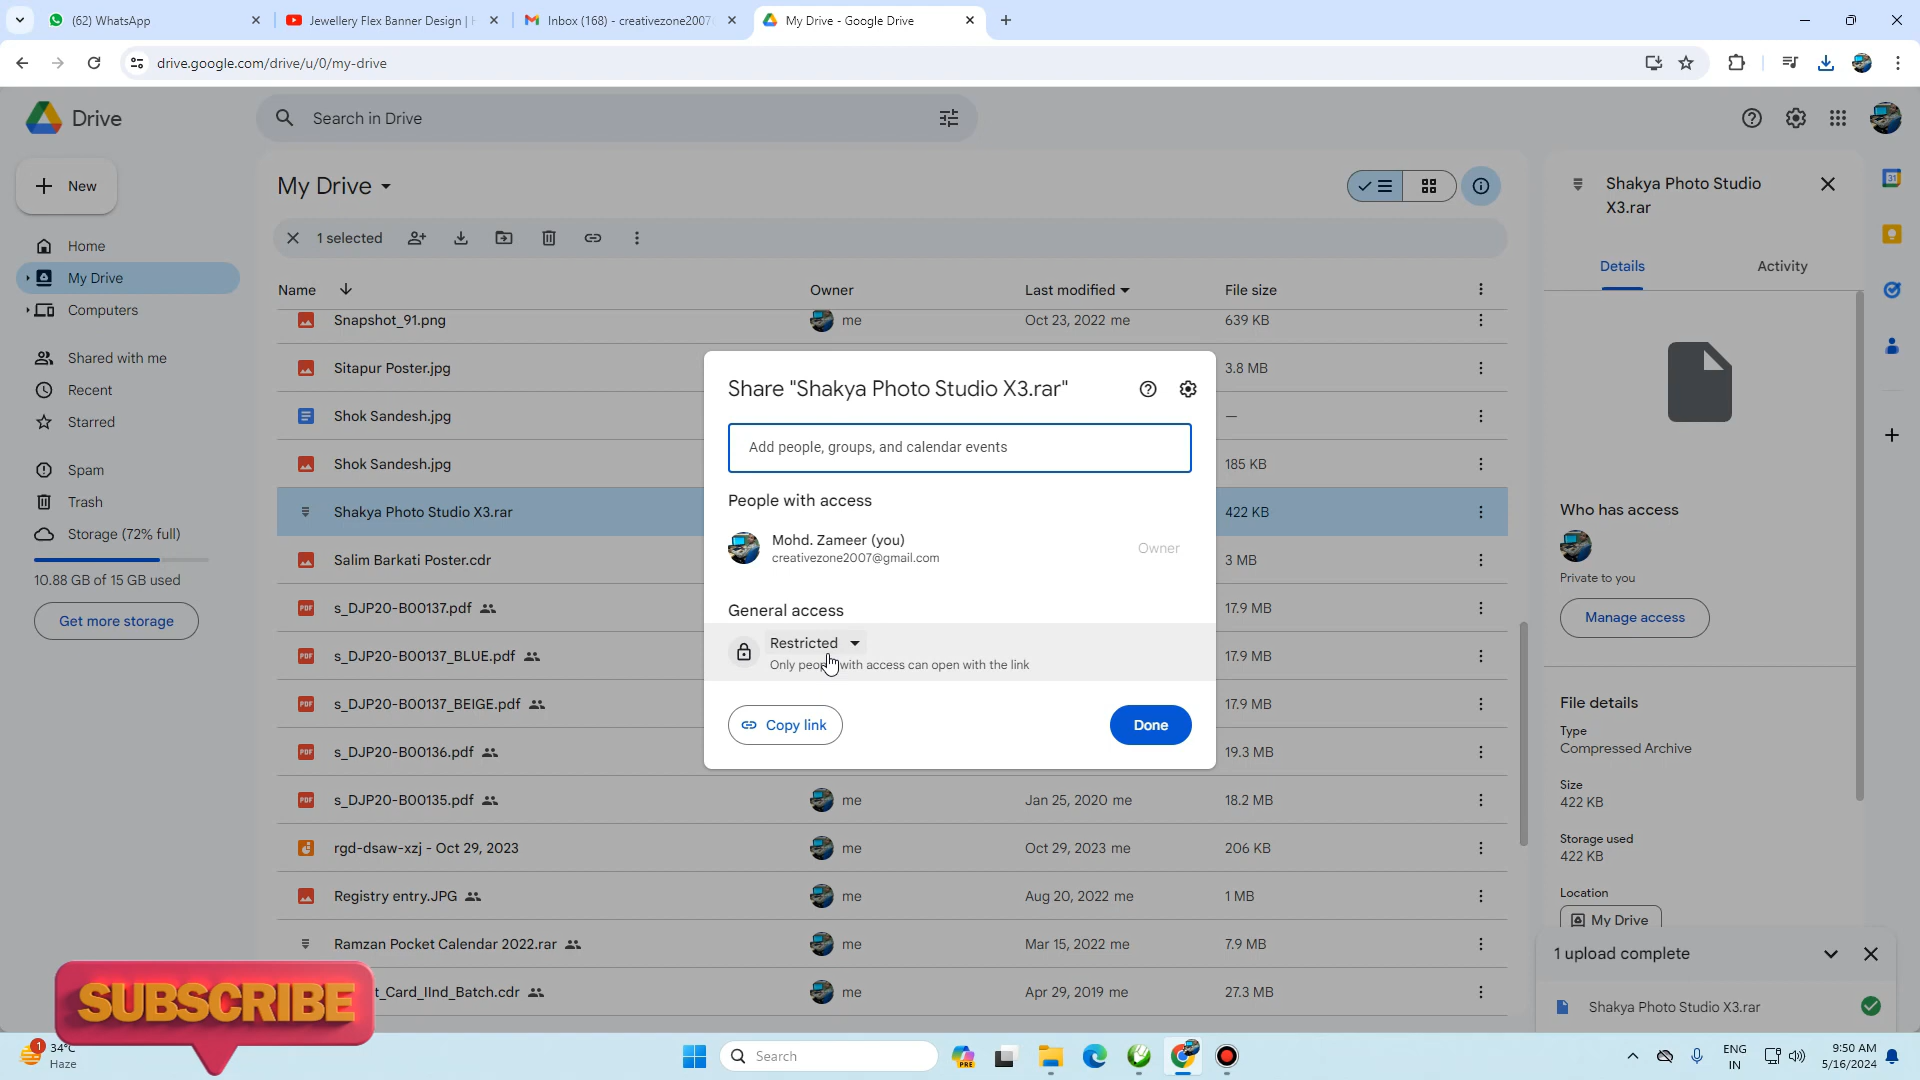 (62) WhatsApp
Jewellery Flex Banner Design |
Inbox (168) - creativezone2007
My Drive - Google Drive
drive.google.com/drive/u/0/my-drive
Drive
Search in Drive
New
My Drive
Shakya Photo Studio
X3.rar
1 selected
Home
My Drive
Computers
Shared with me
Recent
Starred
Spam
Trash
Storage (72% full)
10.88 GB of 15 GB used
Get more storage
Details
Activity
Name
Owner
Last modified
File size
Snapshot_91.png
me
Oct 23, 2022 me
639 KB
Sitapur Poster.jpg
3.8 MB
Shok Sandesh.jpg
—
Shok Sandesh.jpg
185 KB
Shakya Photo Studio X3.rar
422 KB
Salim Barkati Poster.cdr
3 MB
s_DJP20-B00137.pdf
17.9 MB
s_DJP20-B00137_BLUE.pdf
17.9 MB
s_DJP20-B00137_BEIGE.pdf
17.9 MB
s_DJP20-B00136.pdf
19.3 MB
s_DJP20-B00135.pdf
me
Jan 25, 2020 me
18.2 MB
rgd-dsaw-xzj - Oct 29, 2023
me
Oct 29, 2023 me
206 KB
Registry entry.JPG
me
Aug 20, 2022 me
1 MB
Ramzan Pocket Calendar 2022.rar
me
Mar 15, 2022 me
7.9 MB
t_Card_IInd_Batch.cdr
me
Apr 29, 2019 me
27.3 MB
Share "Shakya Photo Studio X3.rar"
Add people, groups, and calendar events
People with access
Mohd. Zameer (you)
creativezone2007@gmail.com
Owner
General access
Restricted
Only people with access can open with the link
Copy link
Done
Who has access
Private to you
Manage access
File details
Type
Compressed Archive
Size
422 KB
Storage used
422 KB
Location
My Drive
1 upload complete
Shakya Photo Studio X3.rar
SUBSCRIBE
1
34°C
Haze
Search
PRE
ENG
IN
9:50 AM
5/16/2024
31